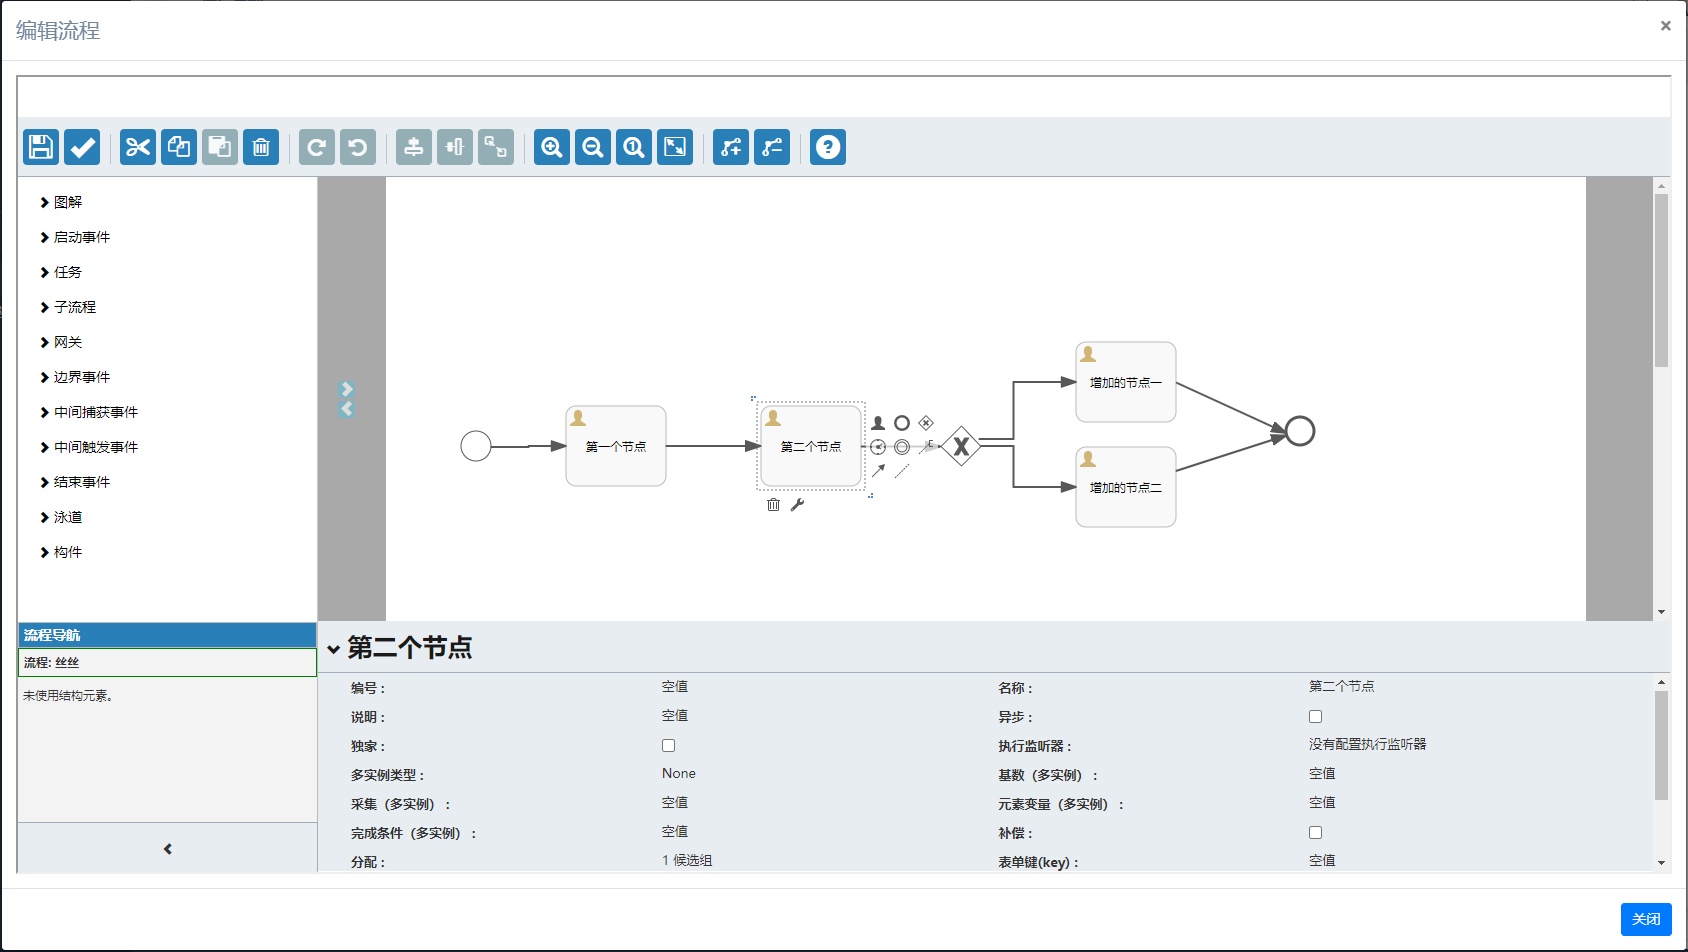 编辑流程
×
图解
启动事件
任务
子流程
网关
边界事件
中间捕获事件
中间触发事件
结束事件
泳道
构件
第一个节点
第二个节点
增加的节点一
增加的节点二
流程导航
流程: 丝丝
未使用结构元素。
第二个节点
编号 : 空值 名称 : 第二个节点
说明 : 空值 异步 :
独家 : 执行监听器 : 没有配置执行监听器
多实例类型 : None 基数（多实例） : 空值
采集（多实例） : 空值 元素变量（多实例） : 空值
完成条件（多实例） : 空值 补偿 :
分配 : 1 候选组 表单键(key) : 空值
关闭